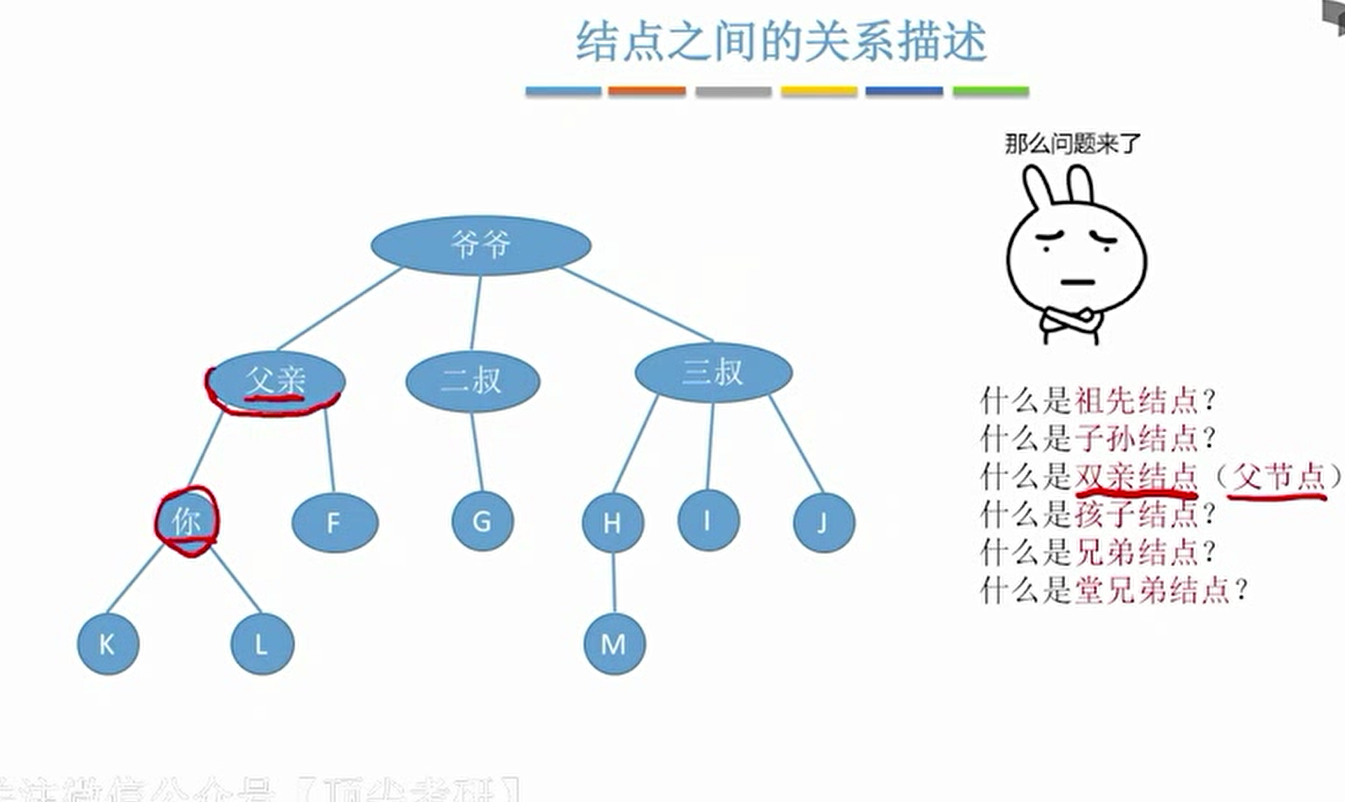 结点之间的关系描述
那么问题来了
爷爷
父亲
二叔
三叔
你
F
G
H
I
J
K
L
M
什么是祖先结点？
什么是子孙结点？
什么是双亲结点（父节点）
什么是孩子结点？
什么是兄弟结点？
什么是堂兄弟结点？
关注微信公众号【顶尖考研】